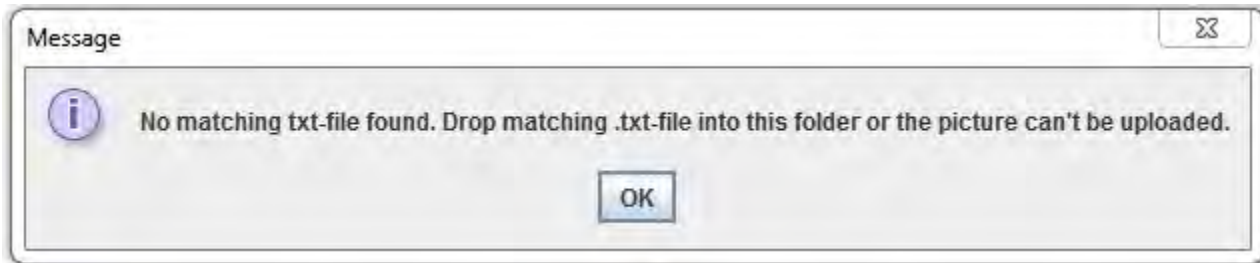 Message
No matching txt-file found. Drop matching .txt-file into this folder or the picture can't be uploaded.
OK